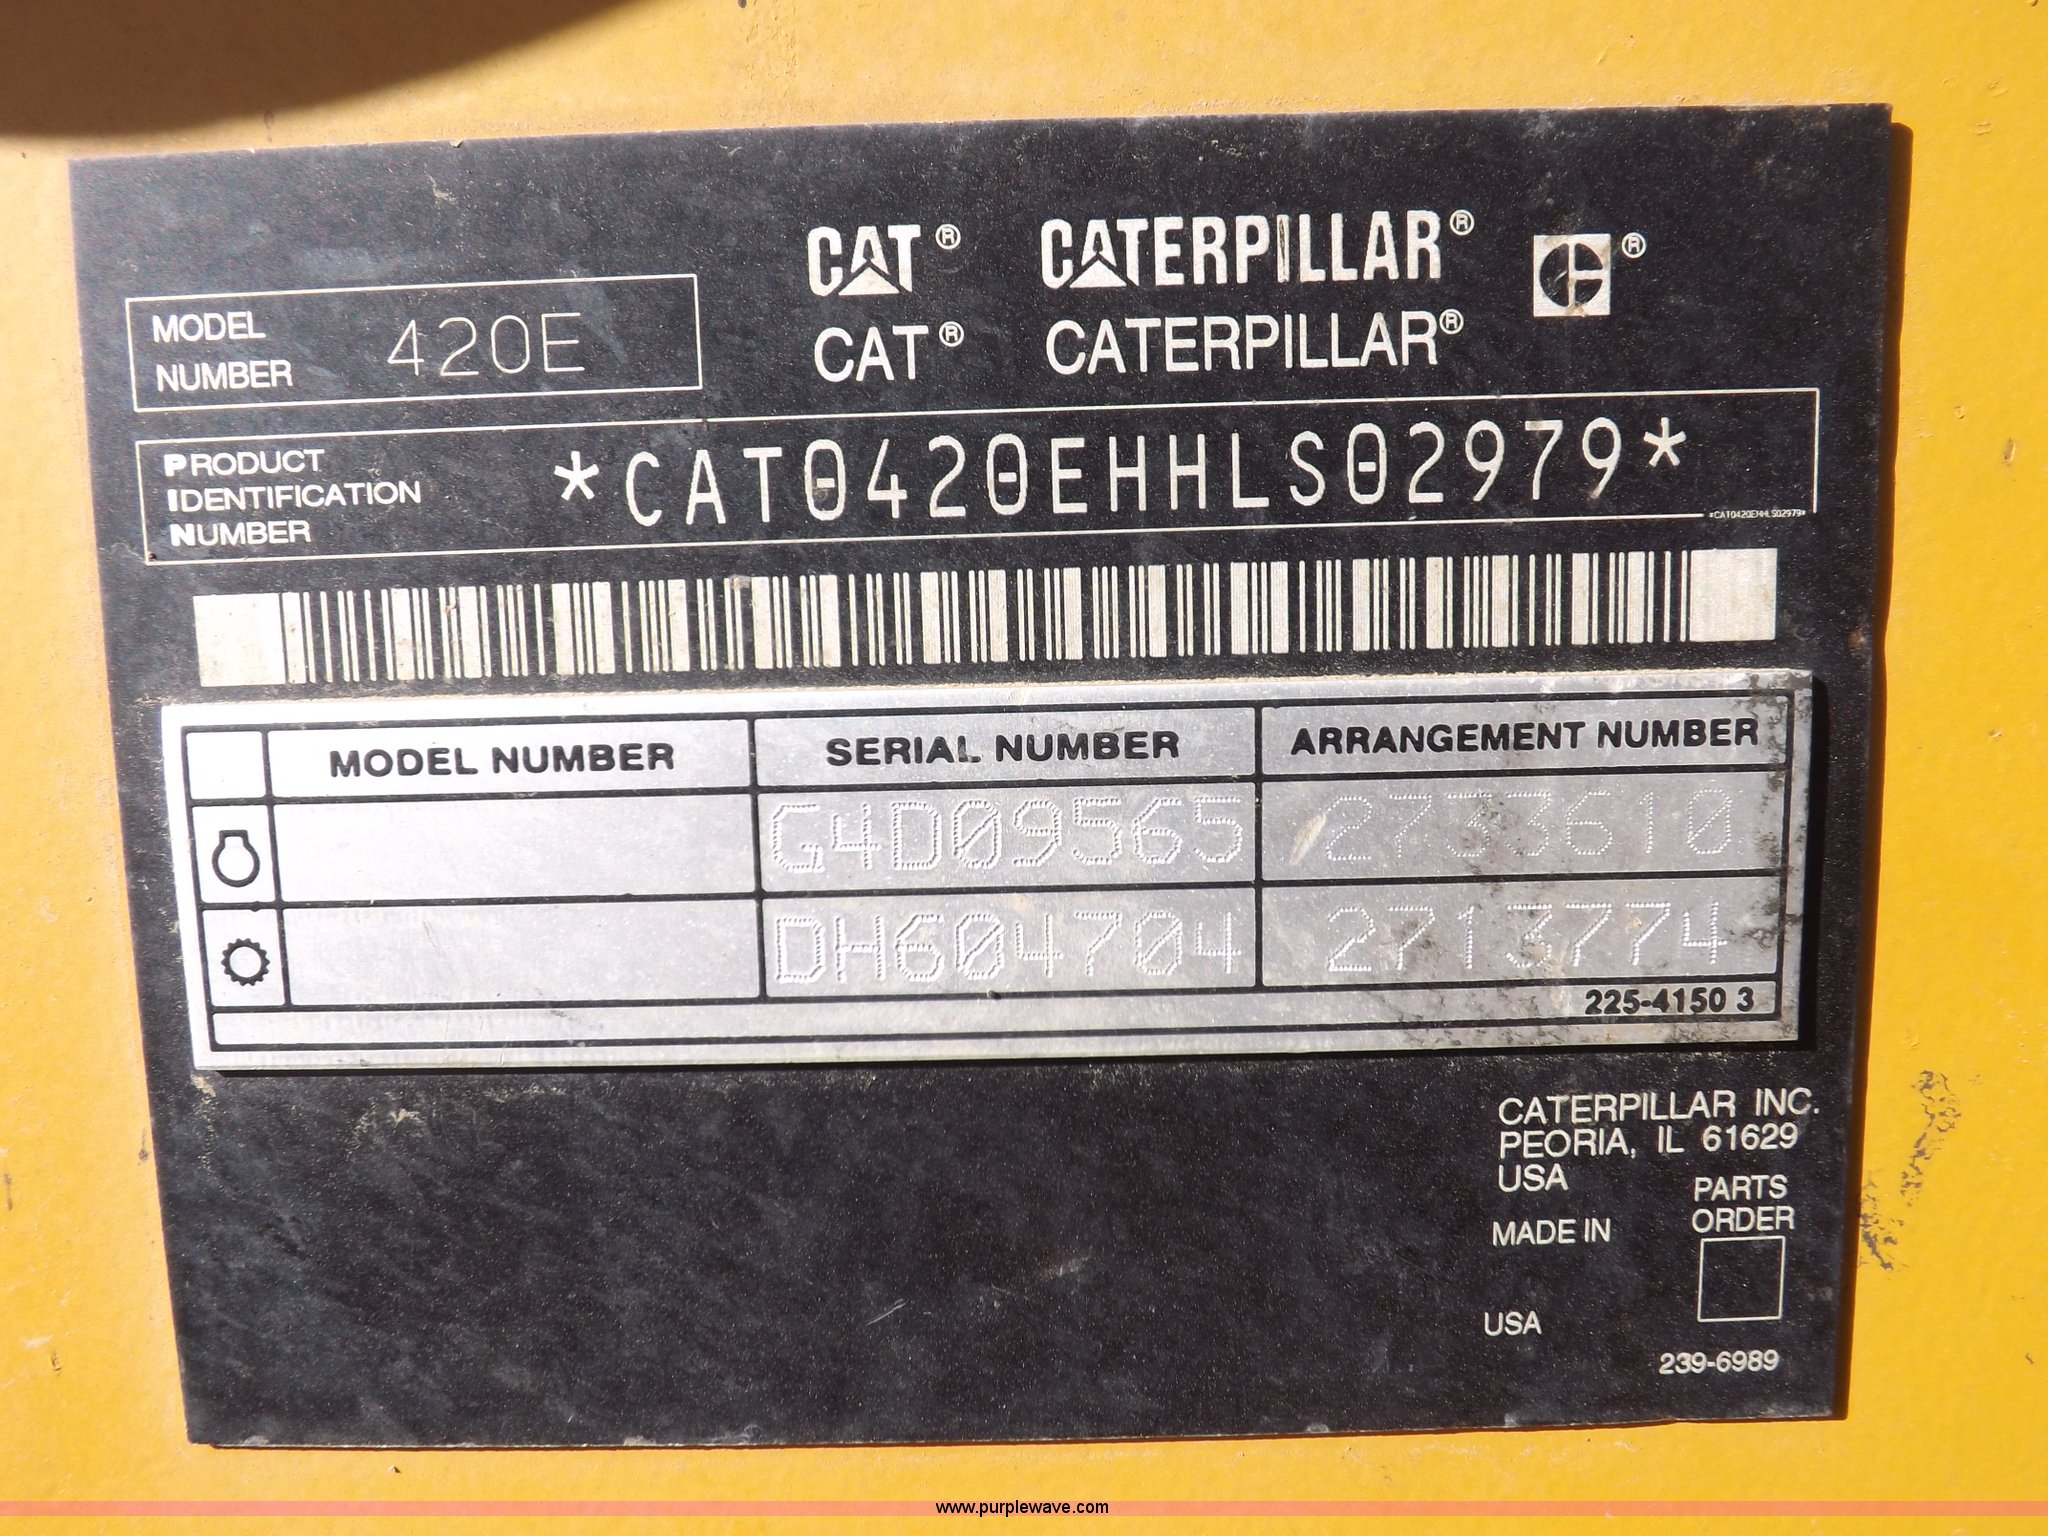 CAT® CATERPILLAR® ®
CAT® CATERPILLAR®
MODEL
NUMBER 420E
PRODUCT
IDENTIFICATION
NUMBER
*CAT0420EHHLS02979*
*CAT0420EHHLS02979*
MODEL NUMBER SERIAL NUMBER ARRANGEMENT NUMBER
G4D09565 2733610
DH604704 2713774
225-4150 3
CATERPILLAR INC.
PEORIA, IL 61629
USA
PARTS
ORDER
MADE IN
USA
239-6989
www.purplewave.com